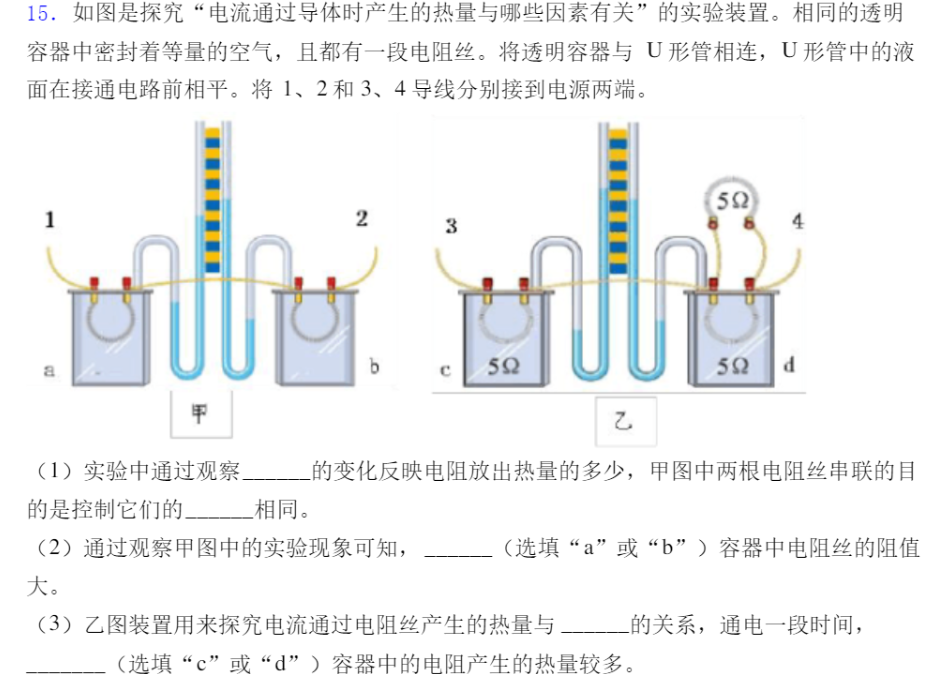 15．如图是探究“电流通过导体时产生的热量与哪些因素有关”的实验装置。相同的透明
容器中密封着等量的空气，且都有一段电阻丝。将透明容器与 U 形管相连，U 形管中的液
面在接通电路前相平。将 1、2 和 3、4 导线分别接到电源两端。
1
2
3
4
5Ω
a
b
c
5Ω
5Ω
d
甲
乙
（1）实验中通过观察______的变化反映电阻放出热量的多少，甲图中两根电阻丝串联的目
的是控制它们的______相同。
（2）通过观察甲图中的实验现象可知， ______（选填“a”或“b”）容器中电阻丝的阻值
大。
（3）乙图装置用来探究电流通过电阻丝产生的热量与 ______的关系，通电一段时间，
_______（选填“c”或“d”）容器中的电阻产生的热量较多。